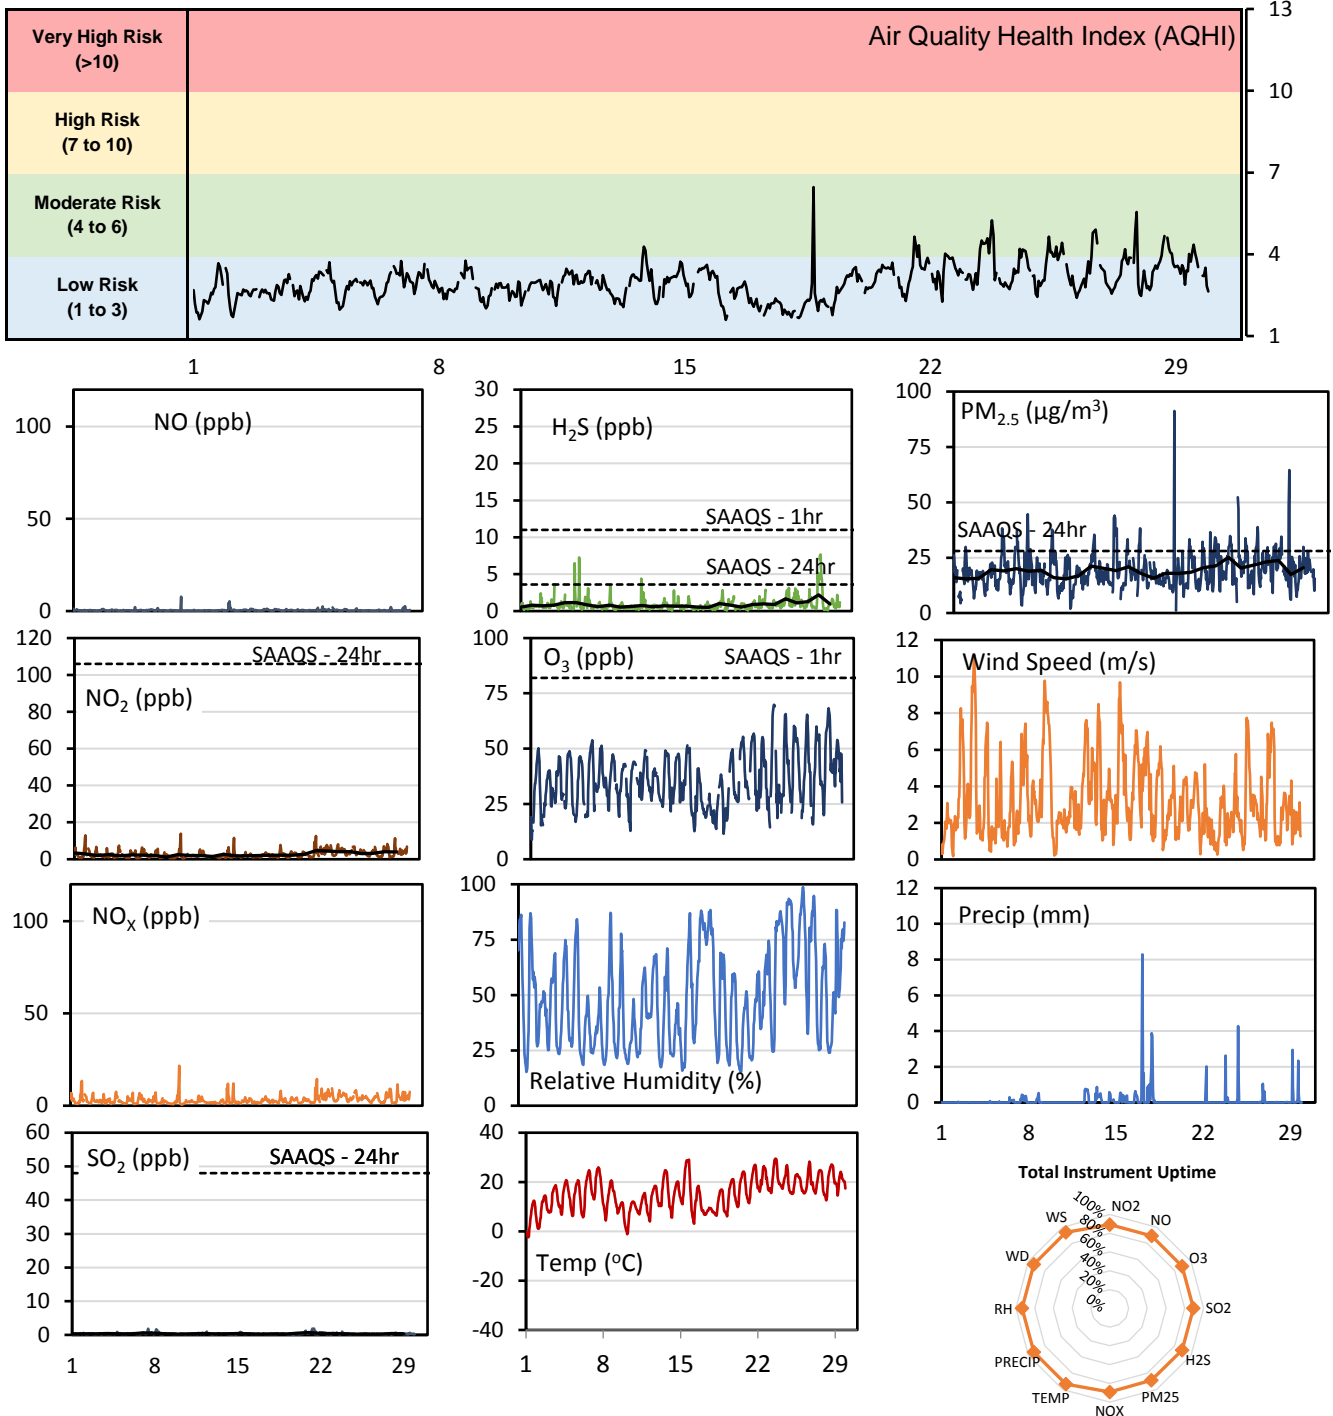 Very High Risk
(>10)
Air Quality Health Index (AQHI)
13
High Risk
(7 to 10)
10
Moderate Risk
(4 to 6)
7
Low Risk
(1 to 3)
4
1
1 8 15 22 29
NO (ppb)
100
50
0
H2S (ppb)
30
25
20
15
10
5
0
SAAQS - 1hr
SAAQS - 24hr
PM2.5 (µg/m³)
100
75
50
25
0
SAAQS - 24hr
120
100
80
60
40
20
0
SAAQS - 24hr
NO2 (ppb)
100
75
50
25
0
O3 (ppb)
SAAQS - 1hr
12
10
8
6
4
2
0
Wind Speed (m/s)
NOX (ppb)
100
50
0
100
75
50
25
0
Relative Humidity (%)
12
10
8
6
4
2
0
Precip (mm)
1 8 15 22 29
60
50
40
30
20
10
0
SO2 (ppb)
SAAQS - 24hr
1 8 15 22 29
40
20
0
-20
-40
Temp (°C)
1 8 15 22 29
Total Instrument Uptime
100%
80%
60%
40%
20%
0%
NO2
NO
O3
SO2
H2S
PM25
NOX
TEMP
PRECIP
RH
WD
WS